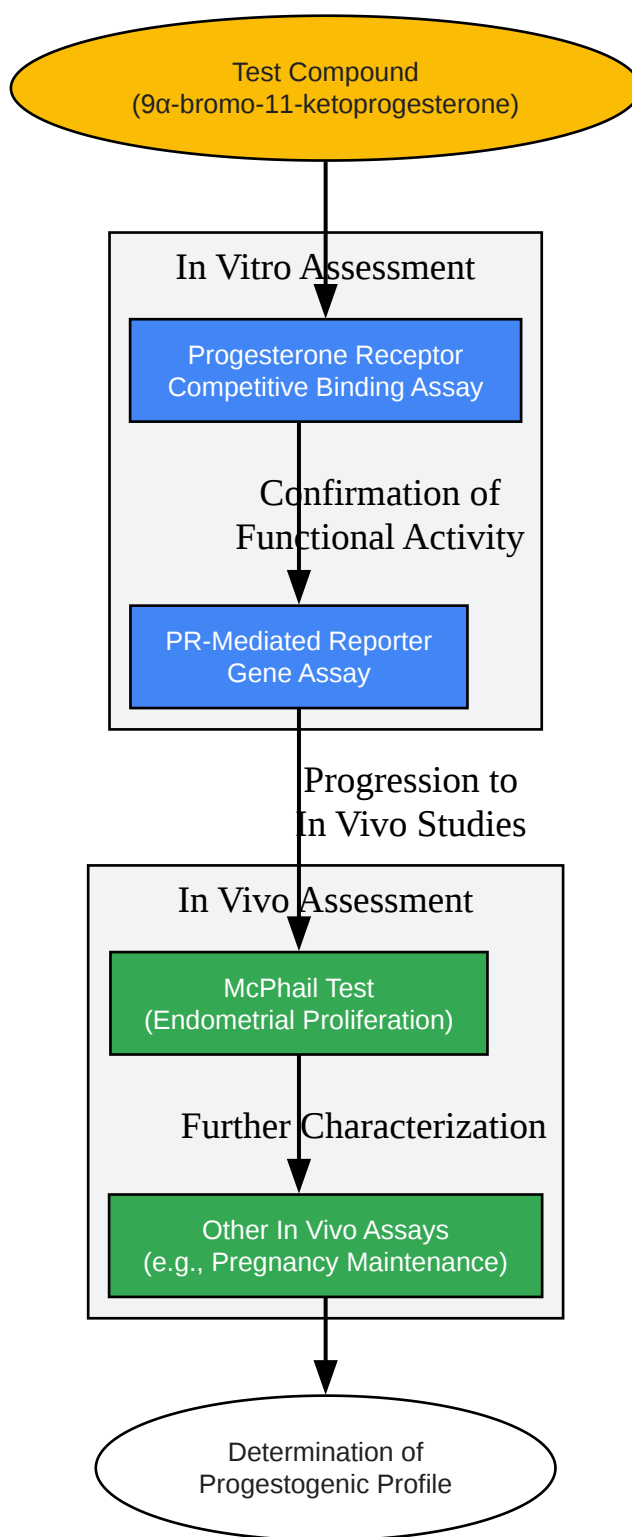 Test Compound
(9α-bromo-11-ketoprogesterone)
In Vitro Assessment
Progesterone Receptor
Competitive Binding Assay
Confirmation of
Functional Activity
PR-Mediated Reporter
Gene Assay
Progression to
In Vivo Studies
In Vivo Assessment
McPhail Test
(Endometrial Proliferation)
Further Characterization
Other In Vivo Assays
(e.g., Pregnancy Maintenance)
Determination of
Progestogenic Profile